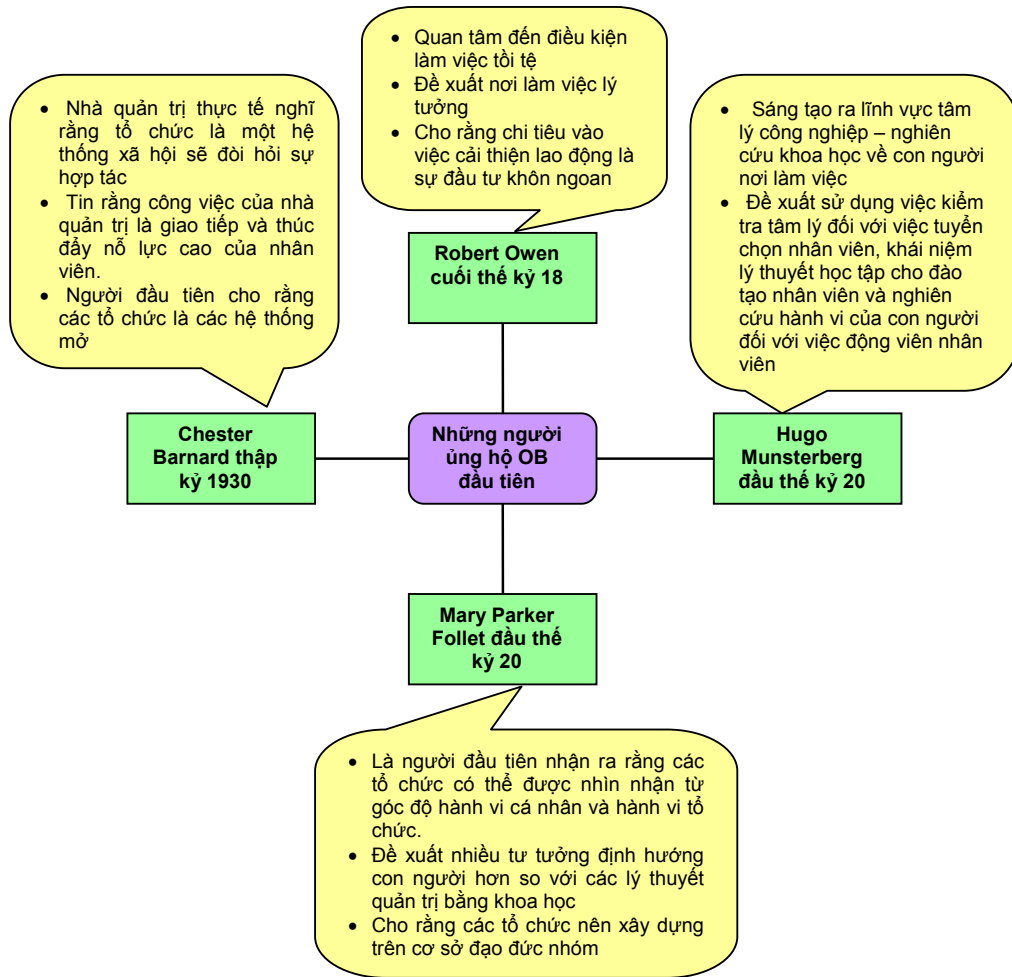 • Quan tâm đến điều kiện
làm việc tồi tệ
• Đề xuất nơi làm việc lý
tưởng
• Cho rằng chi tiêu vào
việc cải thiện lao động là
sự đầu tư khôn ngoan
• Nhà quản trị thực tế nghĩ
rằng tổ chức là một hệ
thống xã hội sẽ đòi hỏi sự
hợp tác
• Tin rằng công việc của nhà
quản trị là giao tiếp và thúc
đẩy nỗ lực cao của nhân
viên.
• Người đầu tiên cho rằng
các tổ chức là các hệ thống
mở
• Sáng tạo ra lĩnh vực tâm
lý công nghiệp – nghiên
cứu khoa học về con người
nơi làm việc
• Đề xuất sử dụng việc kiểm
tra tâm lý đối với việc tuyển
chọn nhân viên, khái niệm
lý thuyết học tập cho đào
tạo nhân viên và nghiên
cứu hành vi của con người
đối với việc động viên nhân
viên
Robert Owen
cuối thế kỷ 18
Chester
Barnard thập
kỷ 1930
Những người
ủng hộ OB
đầu tiên
Hugo
Munsterberg
đầu thế kỷ 20
Mary Parker
Follet đầu thế
kỷ 20
• Là người đầu tiên nhận ra rằng các
tổ chức có thể được nhìn nhận từ
góc độ hành vi cá nhân và hành vi tổ
chức.
• Đề xuất nhiều tư tưởng định hướng
con người hơn so với các lý thuyết
quản trị bằng khoa học
• Cho rằng các tổ chức nên xây dựng
trên cơ sở đạo đức nhóm